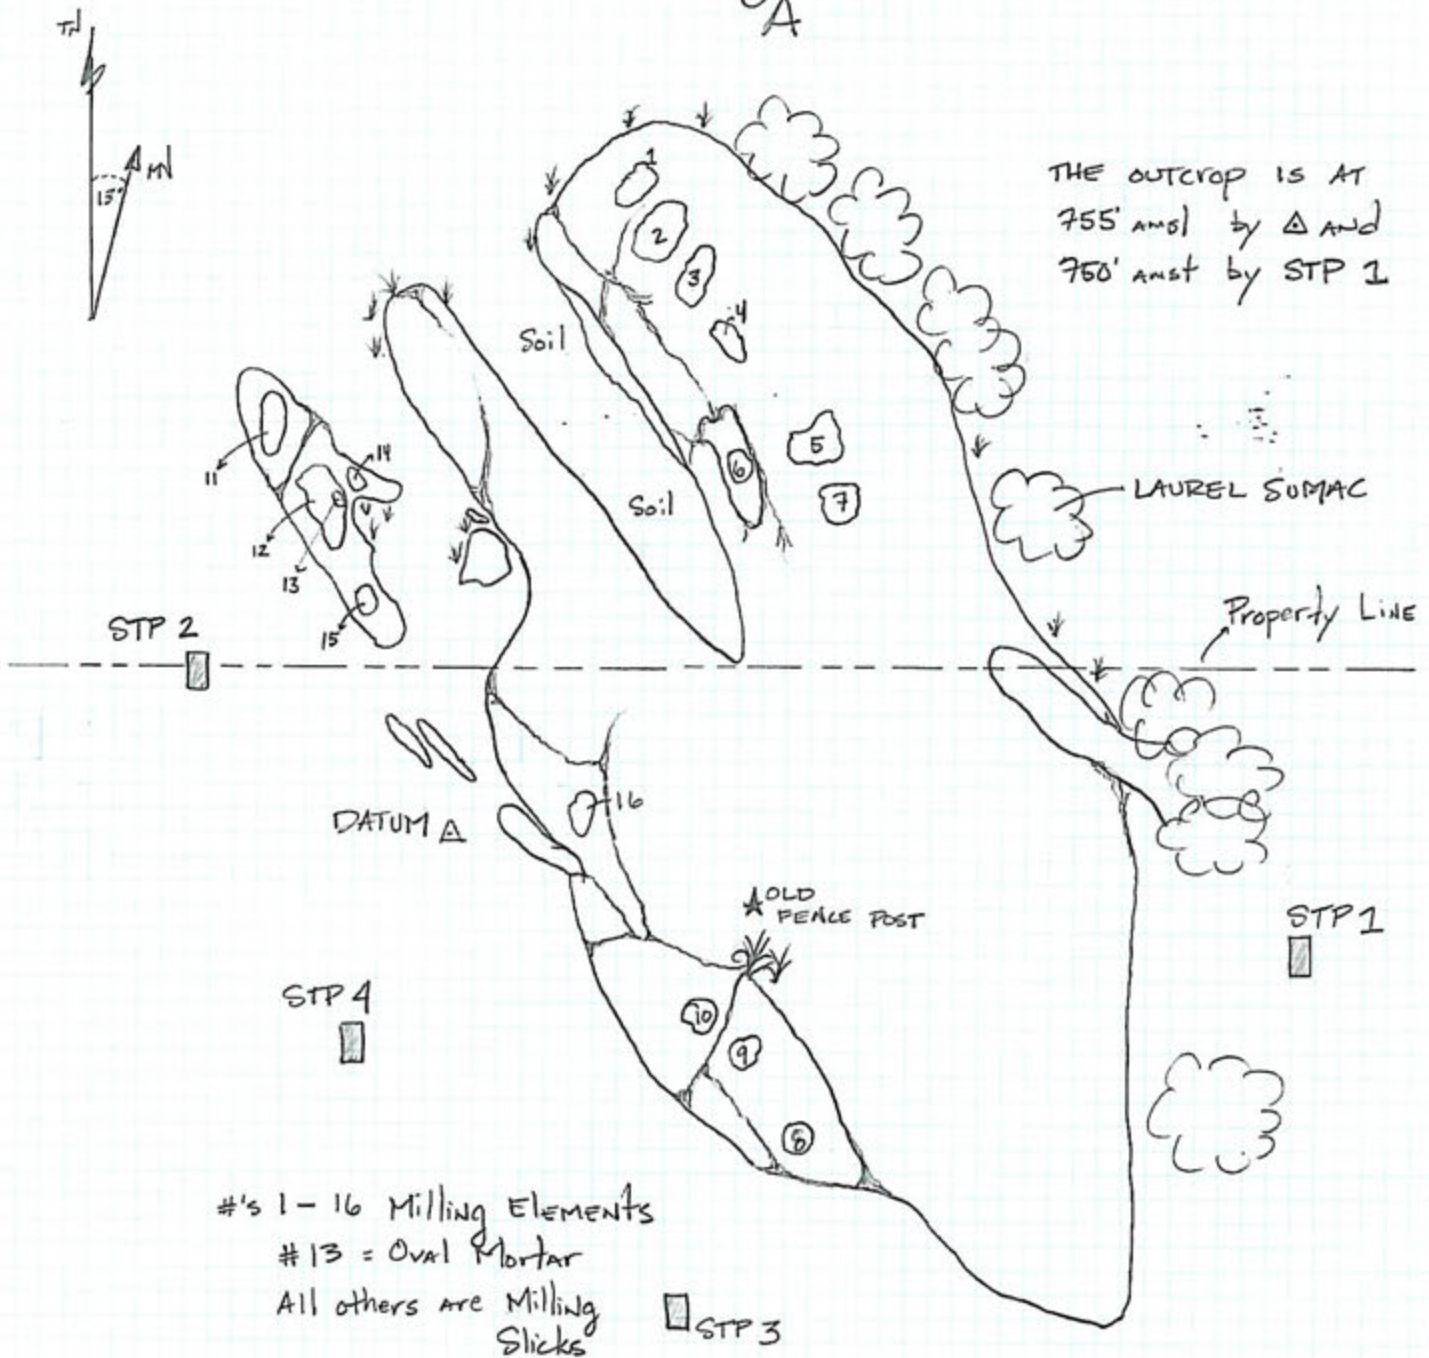 A
TN
MN
13°
THE OUTCROP IS AT
755' amsl by △ AND
750' amst by STP 1
1
2
3
4
Soil
5
6
7
Soil
11
14
12
13
15
LAUREL SUMAC
Property LINE
STP 2
16
DATUM △
OLD
FENCE POST
STP 1
STP 4
10
9
8
#'s 1 - 16 Milling ELEMENTS
# 13 = OVAL Mortar
All others are Milling
Slicks
STP 3